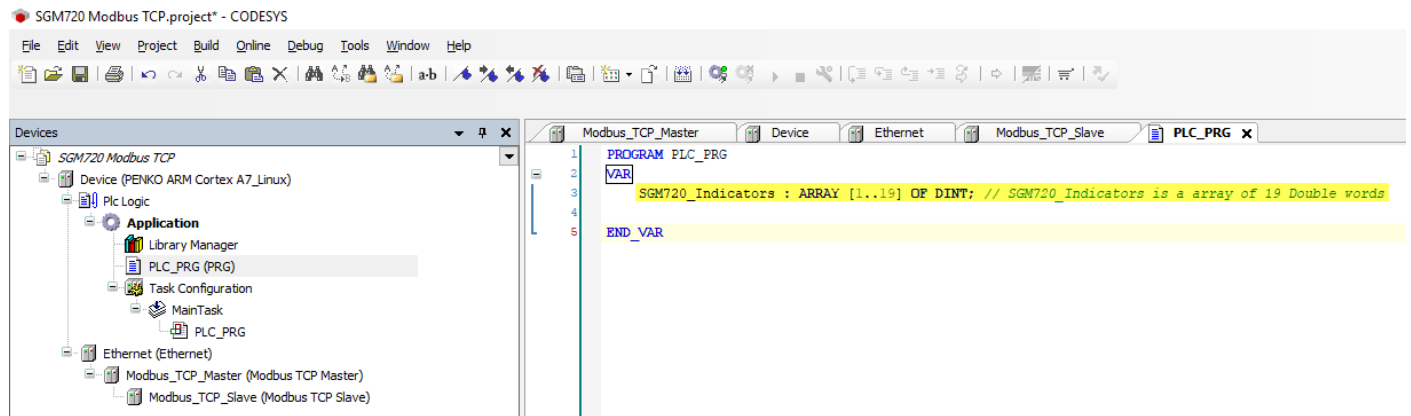 SGM720 Modbus TCP.project* - CODESYS
File Edit View Project Build Online Debug Tools Window Help
a·b
Devices
SGM720 Modbus TCP
Device (PENKO ARM Cortex A7_Linux)
Plc Logic
Application
Library Manager
PLC_PRG (PRG)
Task Configuration
MainTask
PLC_PRG
Ethernet (Ethernet)
Modbus_TCP_Master (Modbus TCP Master)
Modbus_TCP_Slave (Modbus TCP Slave)
Modbus_TCP_Master Device Ethernet Modbus_TCP_Slave PLC_PRG
1 PROGRAM PLC_PRG
2 VAR
3 SGM720_Indicators : ARRAY [1..19] OF DINT; // SGM720_Indicators is a array of 19 Double words
4
5 END_VAR